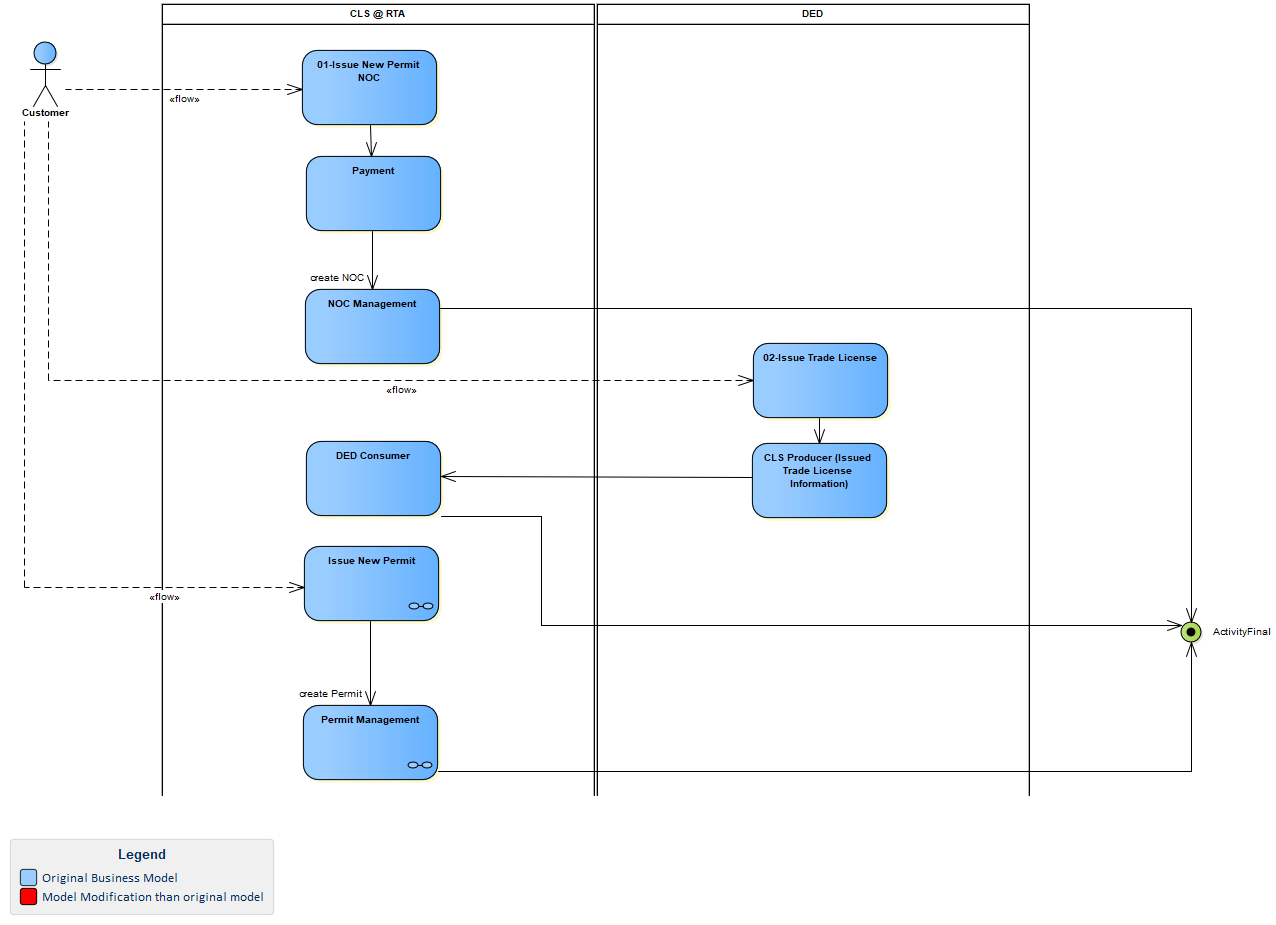 CLS @ RTA
DED
01-Issue New Permit
NOC
«flow»
Customer
Payment
create NOC
NOC Management
02-Issue Trade License
«flow»
DED Consumer
CLS Producer (Issued
Trade License
Information)
Issue New Permit
«flow»
ActivityFinal
create Permit
Permit Management
Legend
Original Business Model
Model Modification than original model